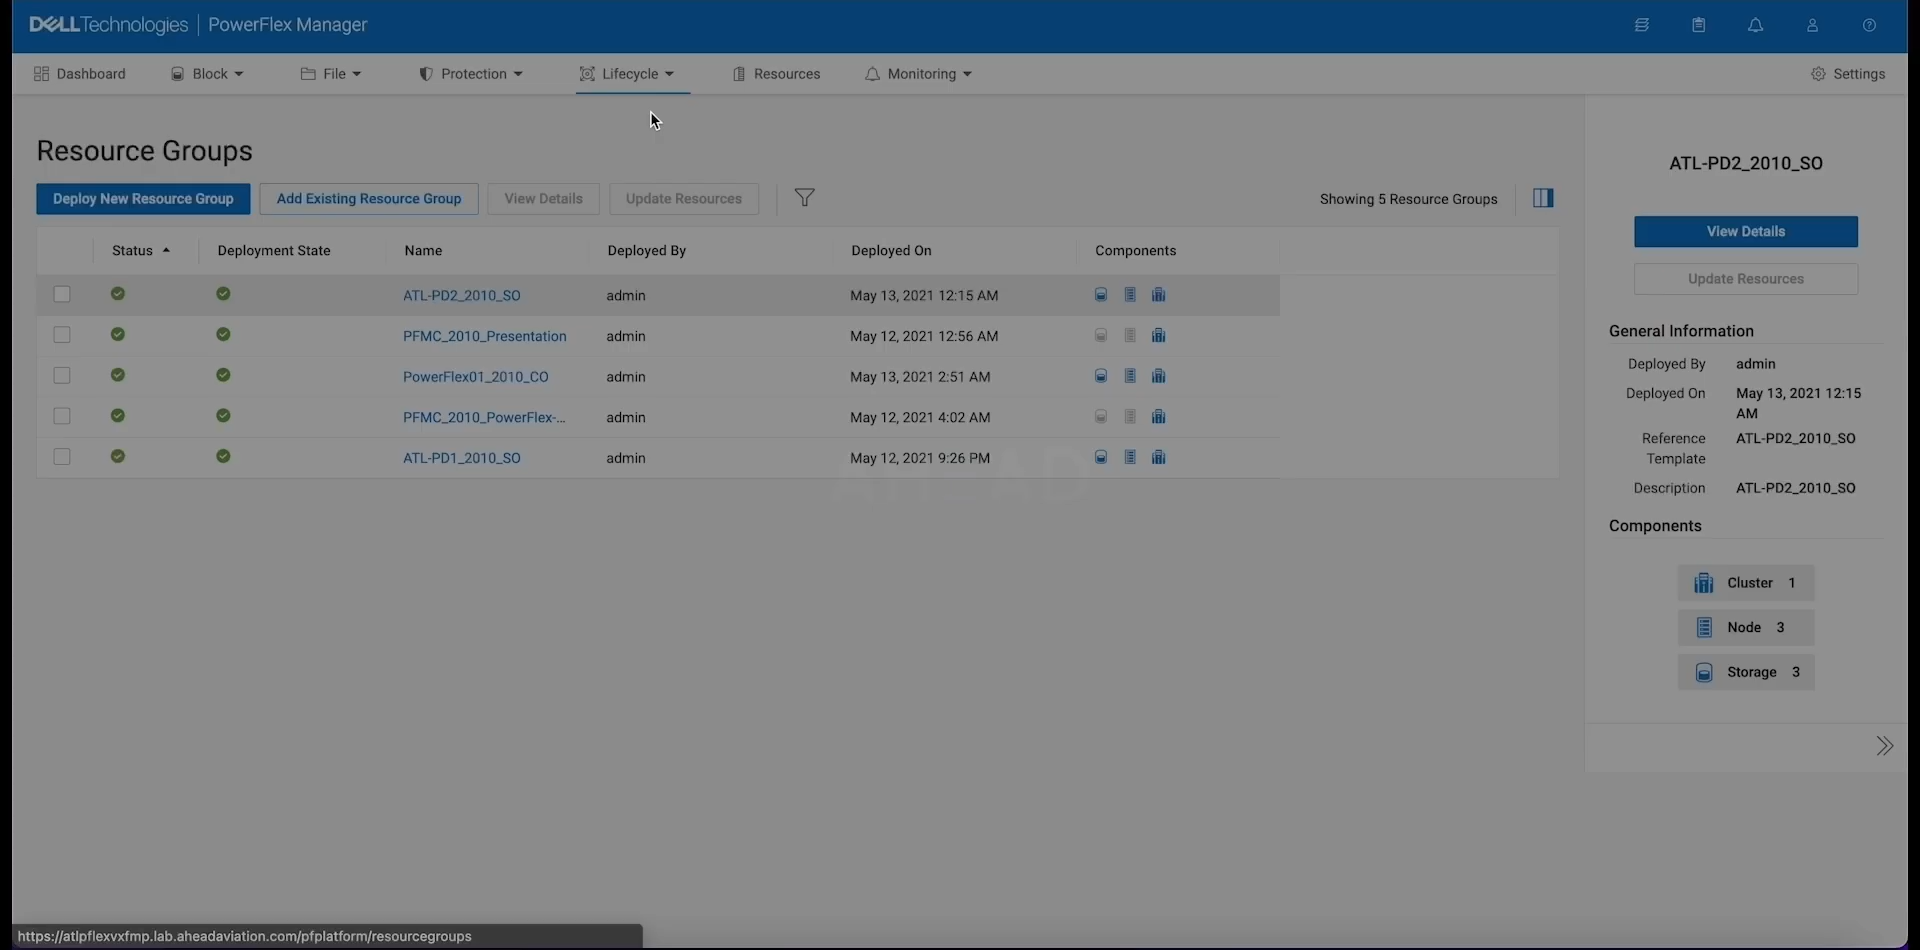 DELLTechnologies | PowerFlex Manager
Dashboard Block File Protection Lifecycle Resources Monitoring Settings
Resource Groups
Deploy New Resource Group Add Existing Resource Group View Details Update Resources Showing 5 Resource Groups
Status Deployment State Name Deployed By Deployed On Components
ATL-PD2_2010_SO admin May 13, 2021 12:15 AM
PFMC_2010_Presentation admin May 12, 2021 12:56 AM
PowerFlex01_2010_CO admin May 13, 2021 2:51 AM
PFMC_2010_PowerFlex-... admin May 12, 2021 4:02 AM
ATL-PD1_2010_SO admin May 12, 2021 9:26 PM
AHEAD
ATL-PD2_2010_SO
View Details
Update Resources
General Information
Deployed By admin
Deployed On May 13, 2021 12:15
AM
Reference ATL-PD2_2010_SO
Template
Description ATL-PD2_2010_SO
Components
Cluster 1
Node 3
Storage 3
https://atlpflexvxfmp.lab.aheadaviation.com/pfplatform/resourcegroups